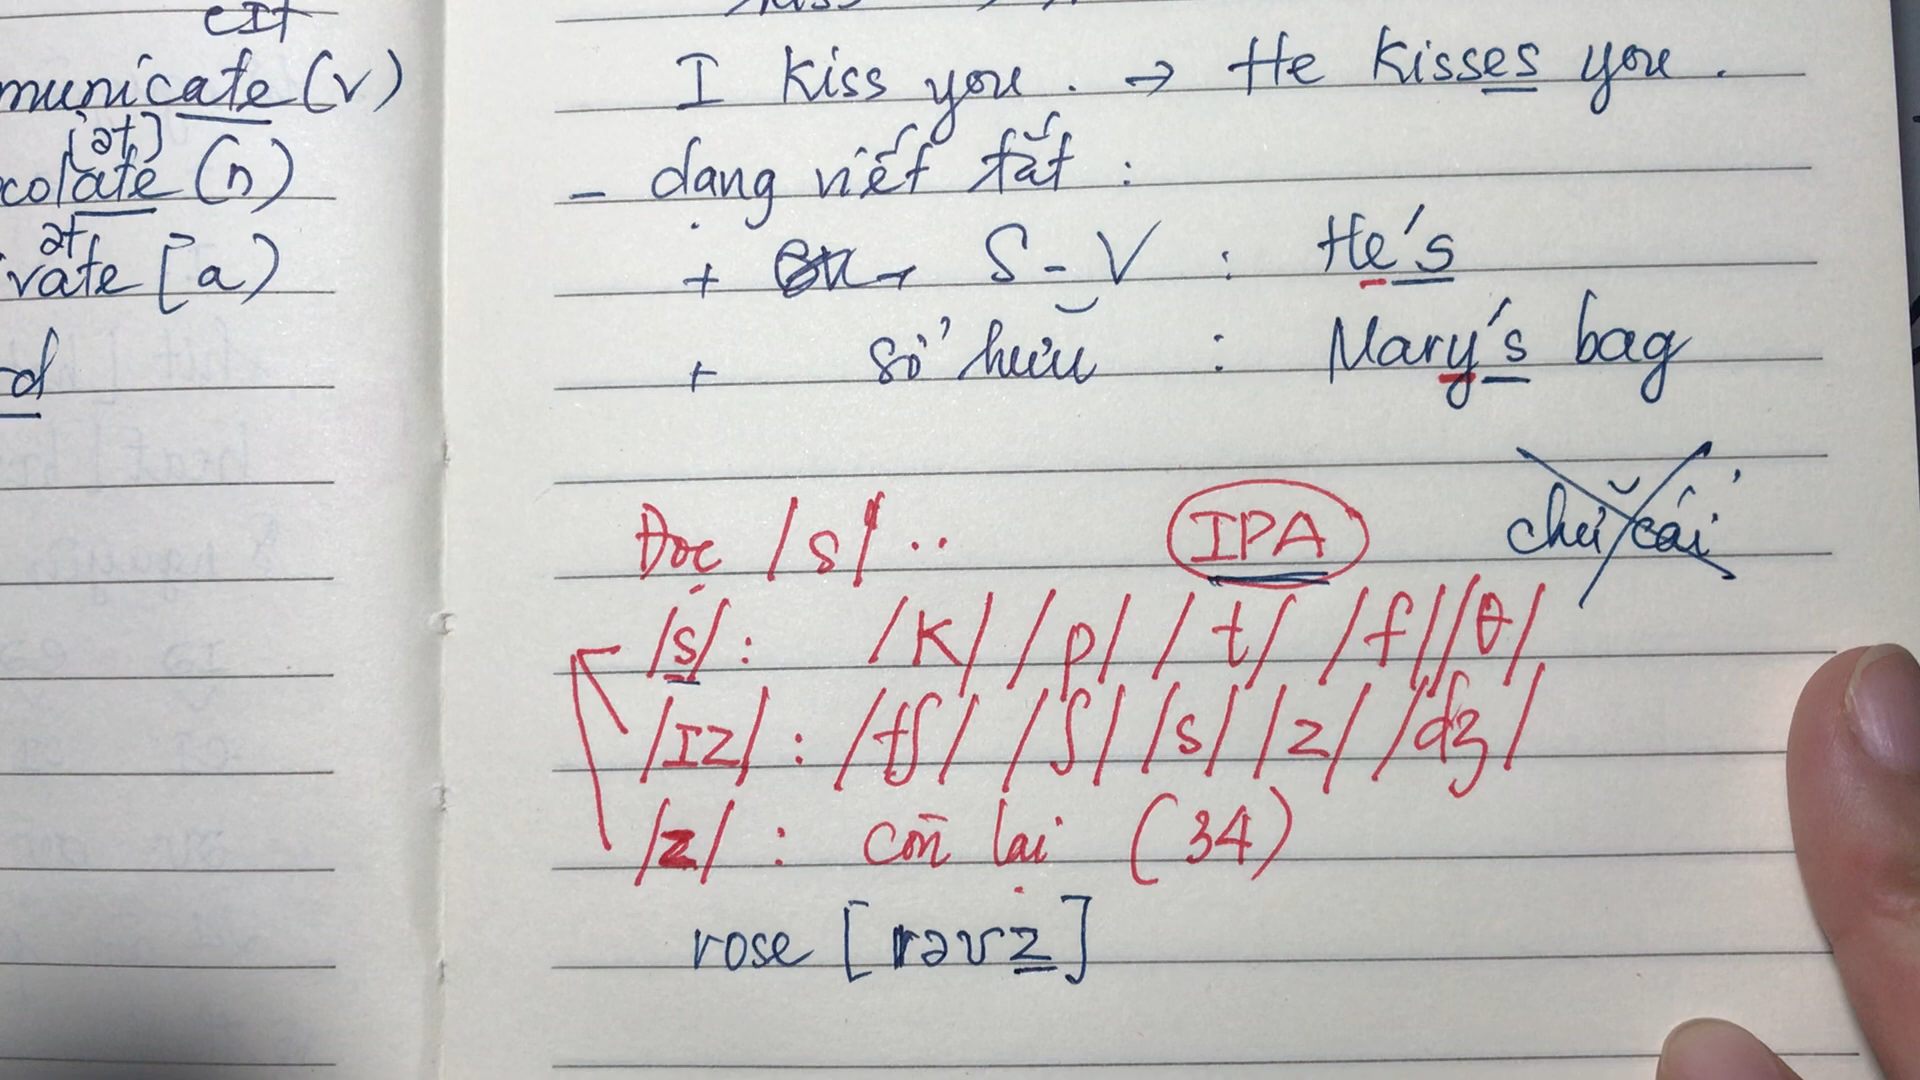 eIt
municate (v)
[ət]
colate (n)
ət
vate [a)
d
I kiss you. → He kisses you.
- dạng viết tắt :
+ S - V : He's
+ sở hữu : Mary's bag
Đọc /s/ .. IPA chữ cái
/s/ : /k/ /p/ /t/ /f/ /θ/
/ɪz/ : /tʃ/ /ʃ/ /s/ /z/ /dʒ/
/z/ : còn lại (34)
rose [rəʊz]